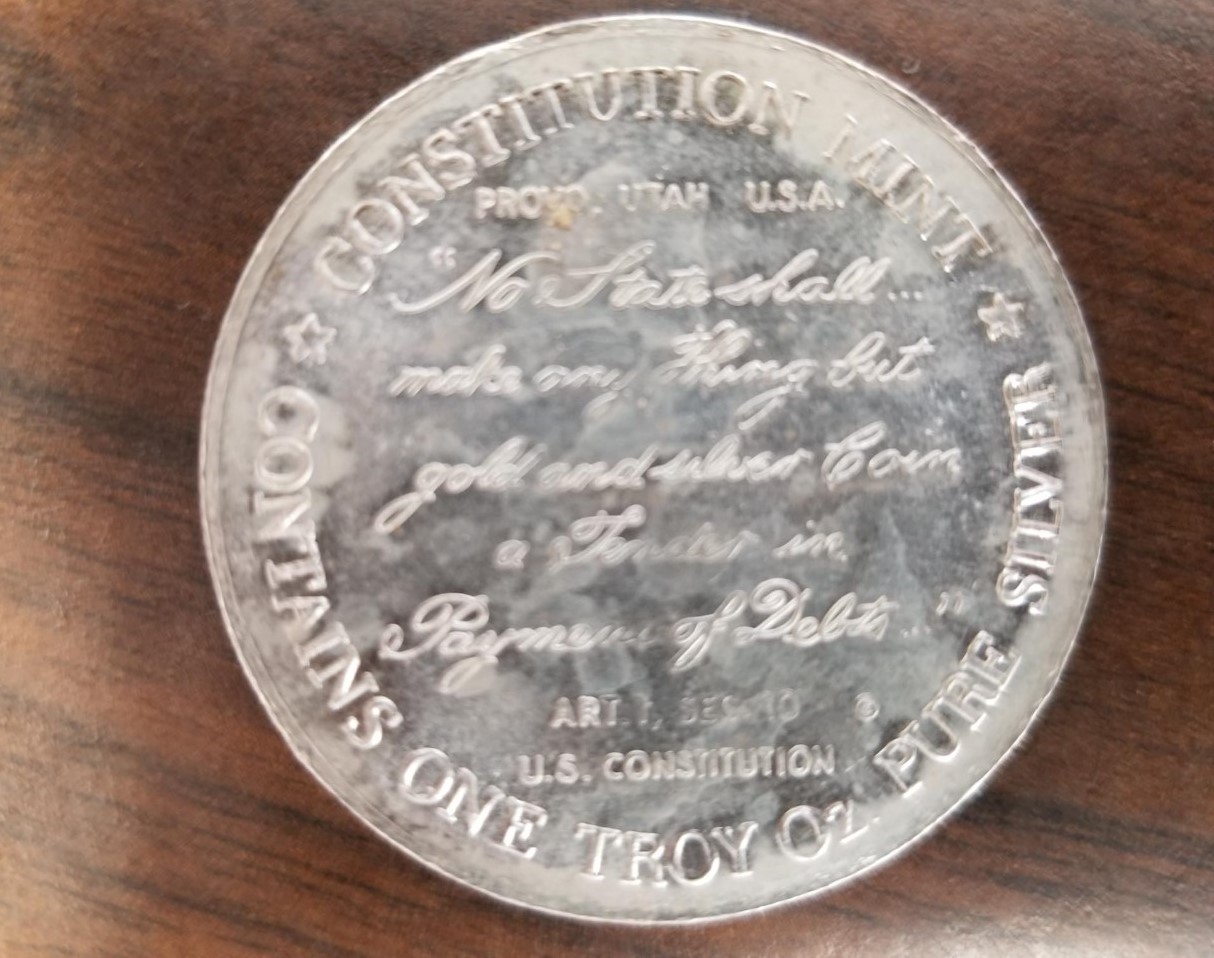 CONSTITUTION MINT
PROVO, UTAH U.S.A.
“No State shall...
make any Thing but
gold and silver Coin
a Tender in
Payment of Debts...”
ART. 1, SEC. 10 ©
U.S. CONSTITUTION
CONTAINS ONE TROY OZ. PURE SILVER